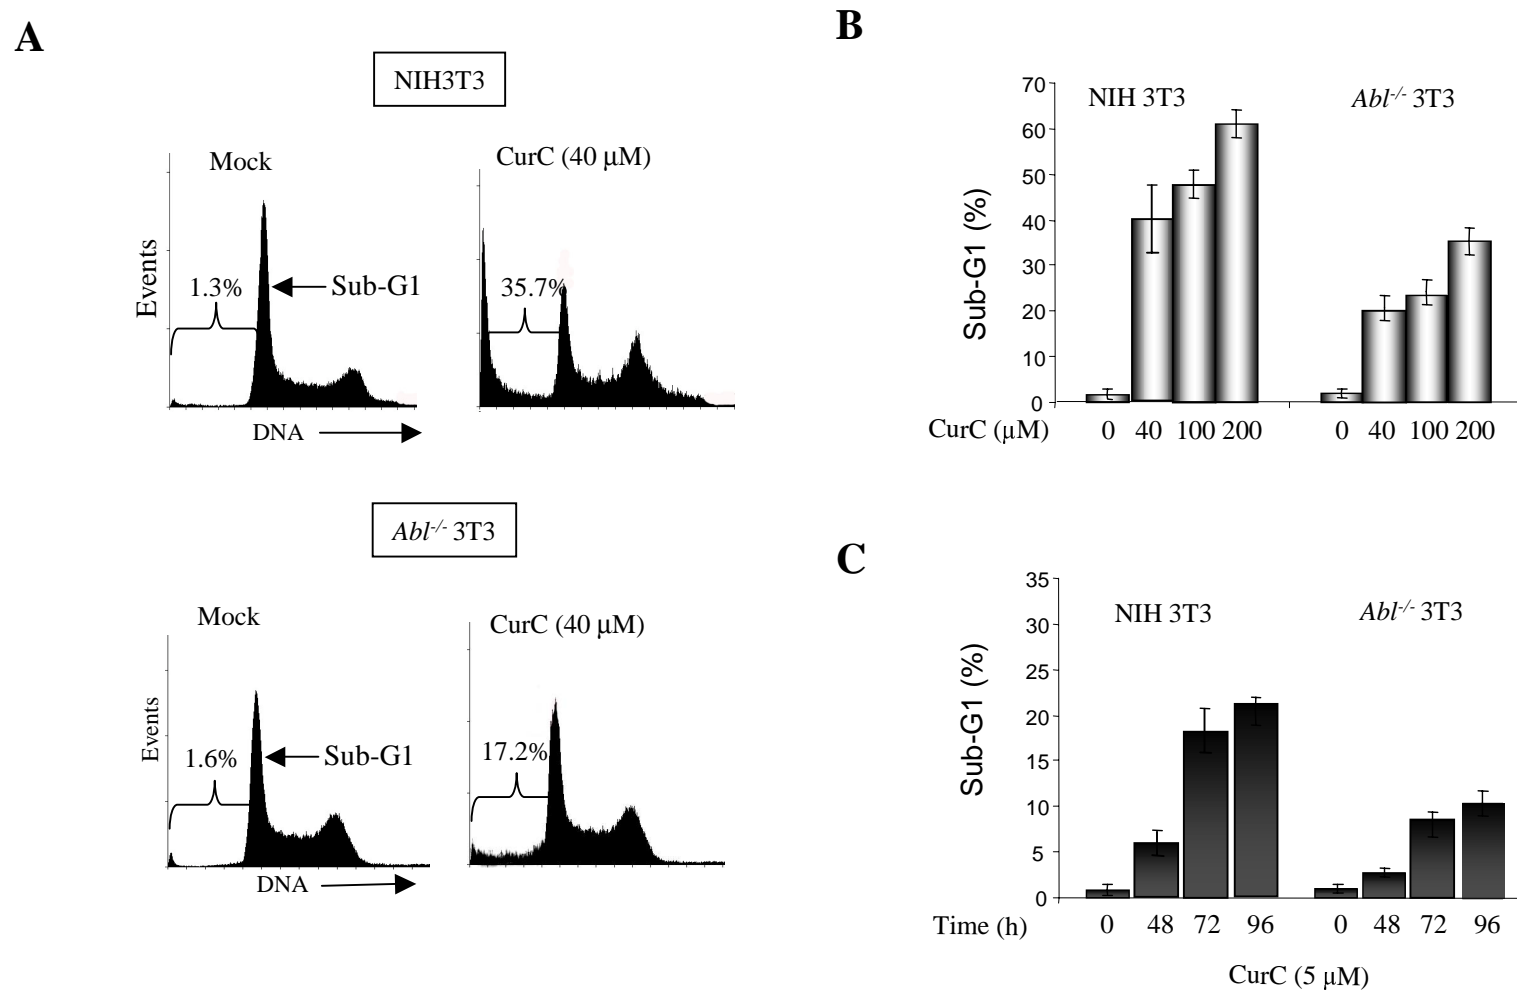 A
NIH3T3
Mock
CurC (40 μM)
Events
1.3%
Sub-G1
35.7%
DNA
Abl-/- 3T3
Mock
CurC (40 μM)
Events
1.6%
Sub-G1
17.2%
DNA
B
NIH 3T3
Abl-/- 3T3
Sub-G1 (%)
70
60
50
40
30
20
10
0
CurC (μM) 0 40 100 200 0 40 100 200
C
NIH 3T3
Abl-/- 3T3
Sub-G1 (%)
35
30
25
20
15
10
5
0
Time (h) 0 48 72 96 0 48 72 96
CurC (5 μM)